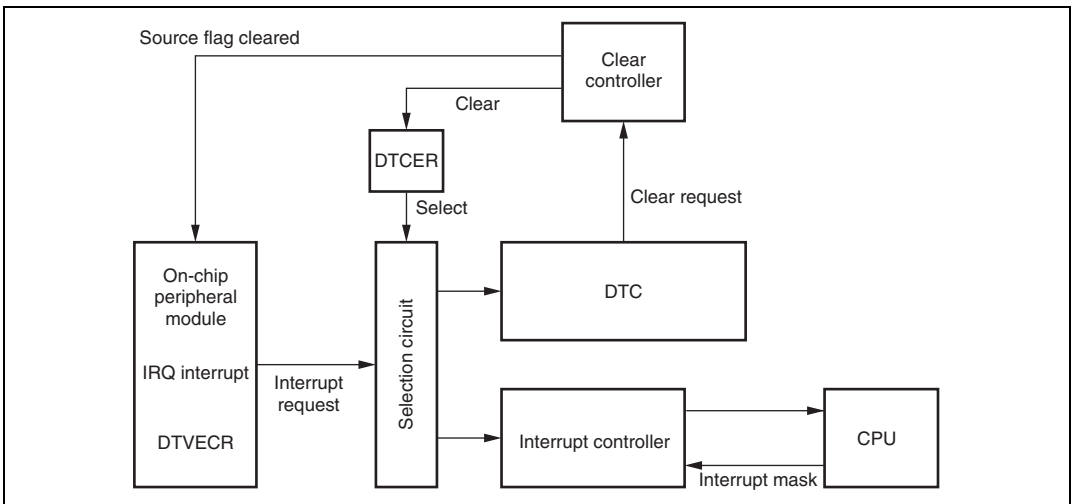 Source flag cleared
Clear
controller
Clear
DTCER
Clear request
Select
On-chip
peripheral
module
DTC
Selection circuit
IRQ interrupt
Interrupt
request
DTVECR
Interrupt controller
CPU
Interrupt mask